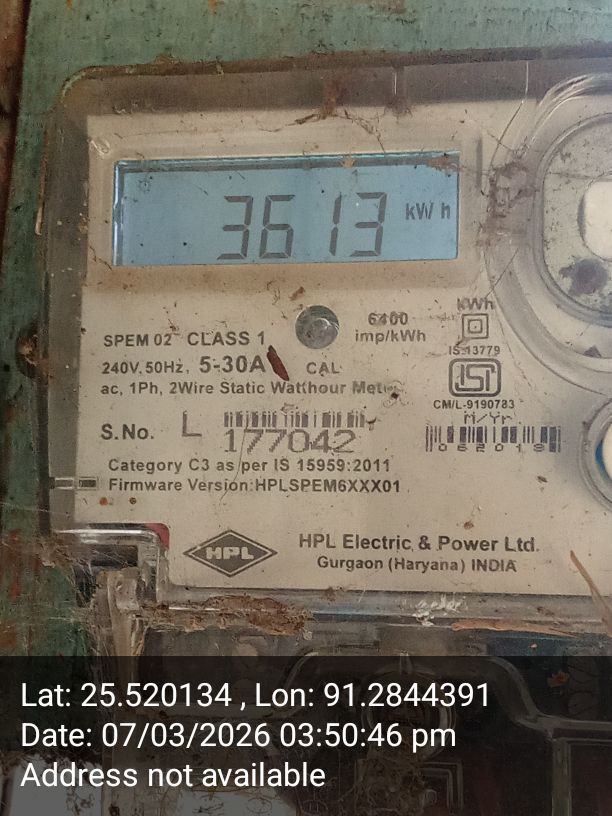 3613 kW h
6400
imp/kWh
kWh
SPEM 02 CLASS 1
240V, 50Hz, 5-30A CAL
ac, 1Ph, 2Wire Static Watthour Meter
IS 13779
ISI
CM/L-9190783
M/Yr.
S.No. L 177042
062019
Category C3 as per IS 15959:2011
Firmware Version:HPLSPEM6XXX01
HPL
HPL Electric & Power Ltd.
Gurgaon (Haryana) INDIA
Lat: 25.520134 , Lon: 91.2844391
Date: 07/03/2026 03:50:46 pm
Address not available